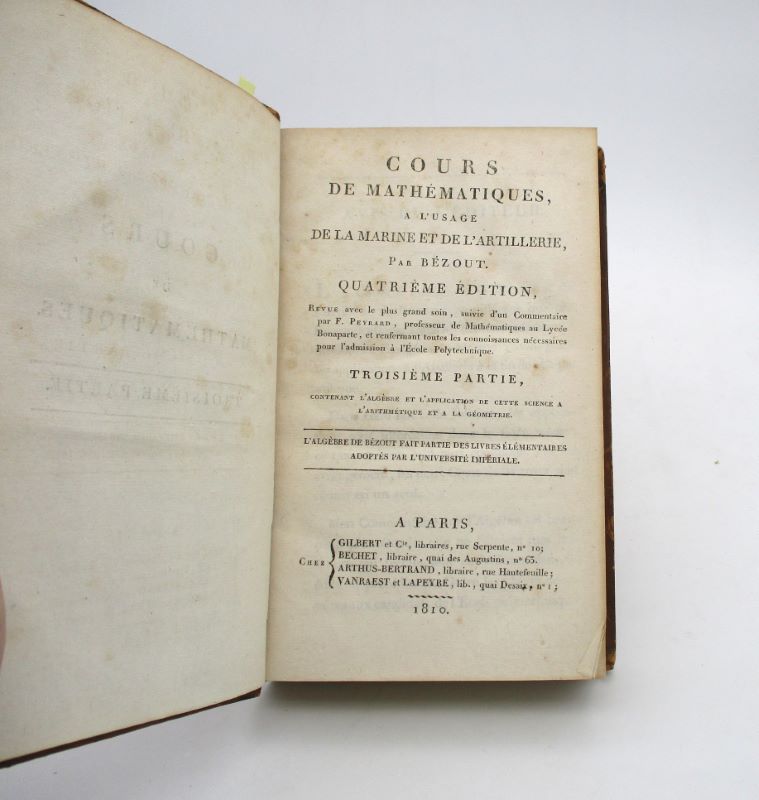 COURS
DE MATHÉMATIQUES,
A L'USAGE
DE LA MARINE ET DE L'ARTILLERIE,
PAR BÉZOUT.
QUATRIÈME ÉDITION,
REVUE avec le plus grand soin, suivie d'un Commentaire
par F. PEYRARD, professeur de Mathématiques au Lycée
Bonaparte, et renfermant toutes les connoissances nécessaires
pour l'admission à l'École Polytechnique.
TROISIÈME PARTIE,
CONTENANT L'ALGÈBRE ET L'APPLICATION DE CETTE SCIENCE A
L'ARITHMÉTIQUE ET A LA GÉOMÉTRIE.
L'ALGÈBRE DE BÉZOUT FAIT PARTIE DES LIVRES ÉLÉMENTAIRES
ADOPTÉS PAR L'UNIVERSITÉ IMPÉRIALE.
A PARIS,
CHEZ
GILBERT et Cie, libraires, rue Serpente, n° 10;
BECHET, libraire, quai des Augustins, n° 63.
ARTHUS-BERTRAND, libraire, rue Hautefeuille;
VANRAEST et LAPEYRE, lib., quai Desaix, n° 1;
1810.